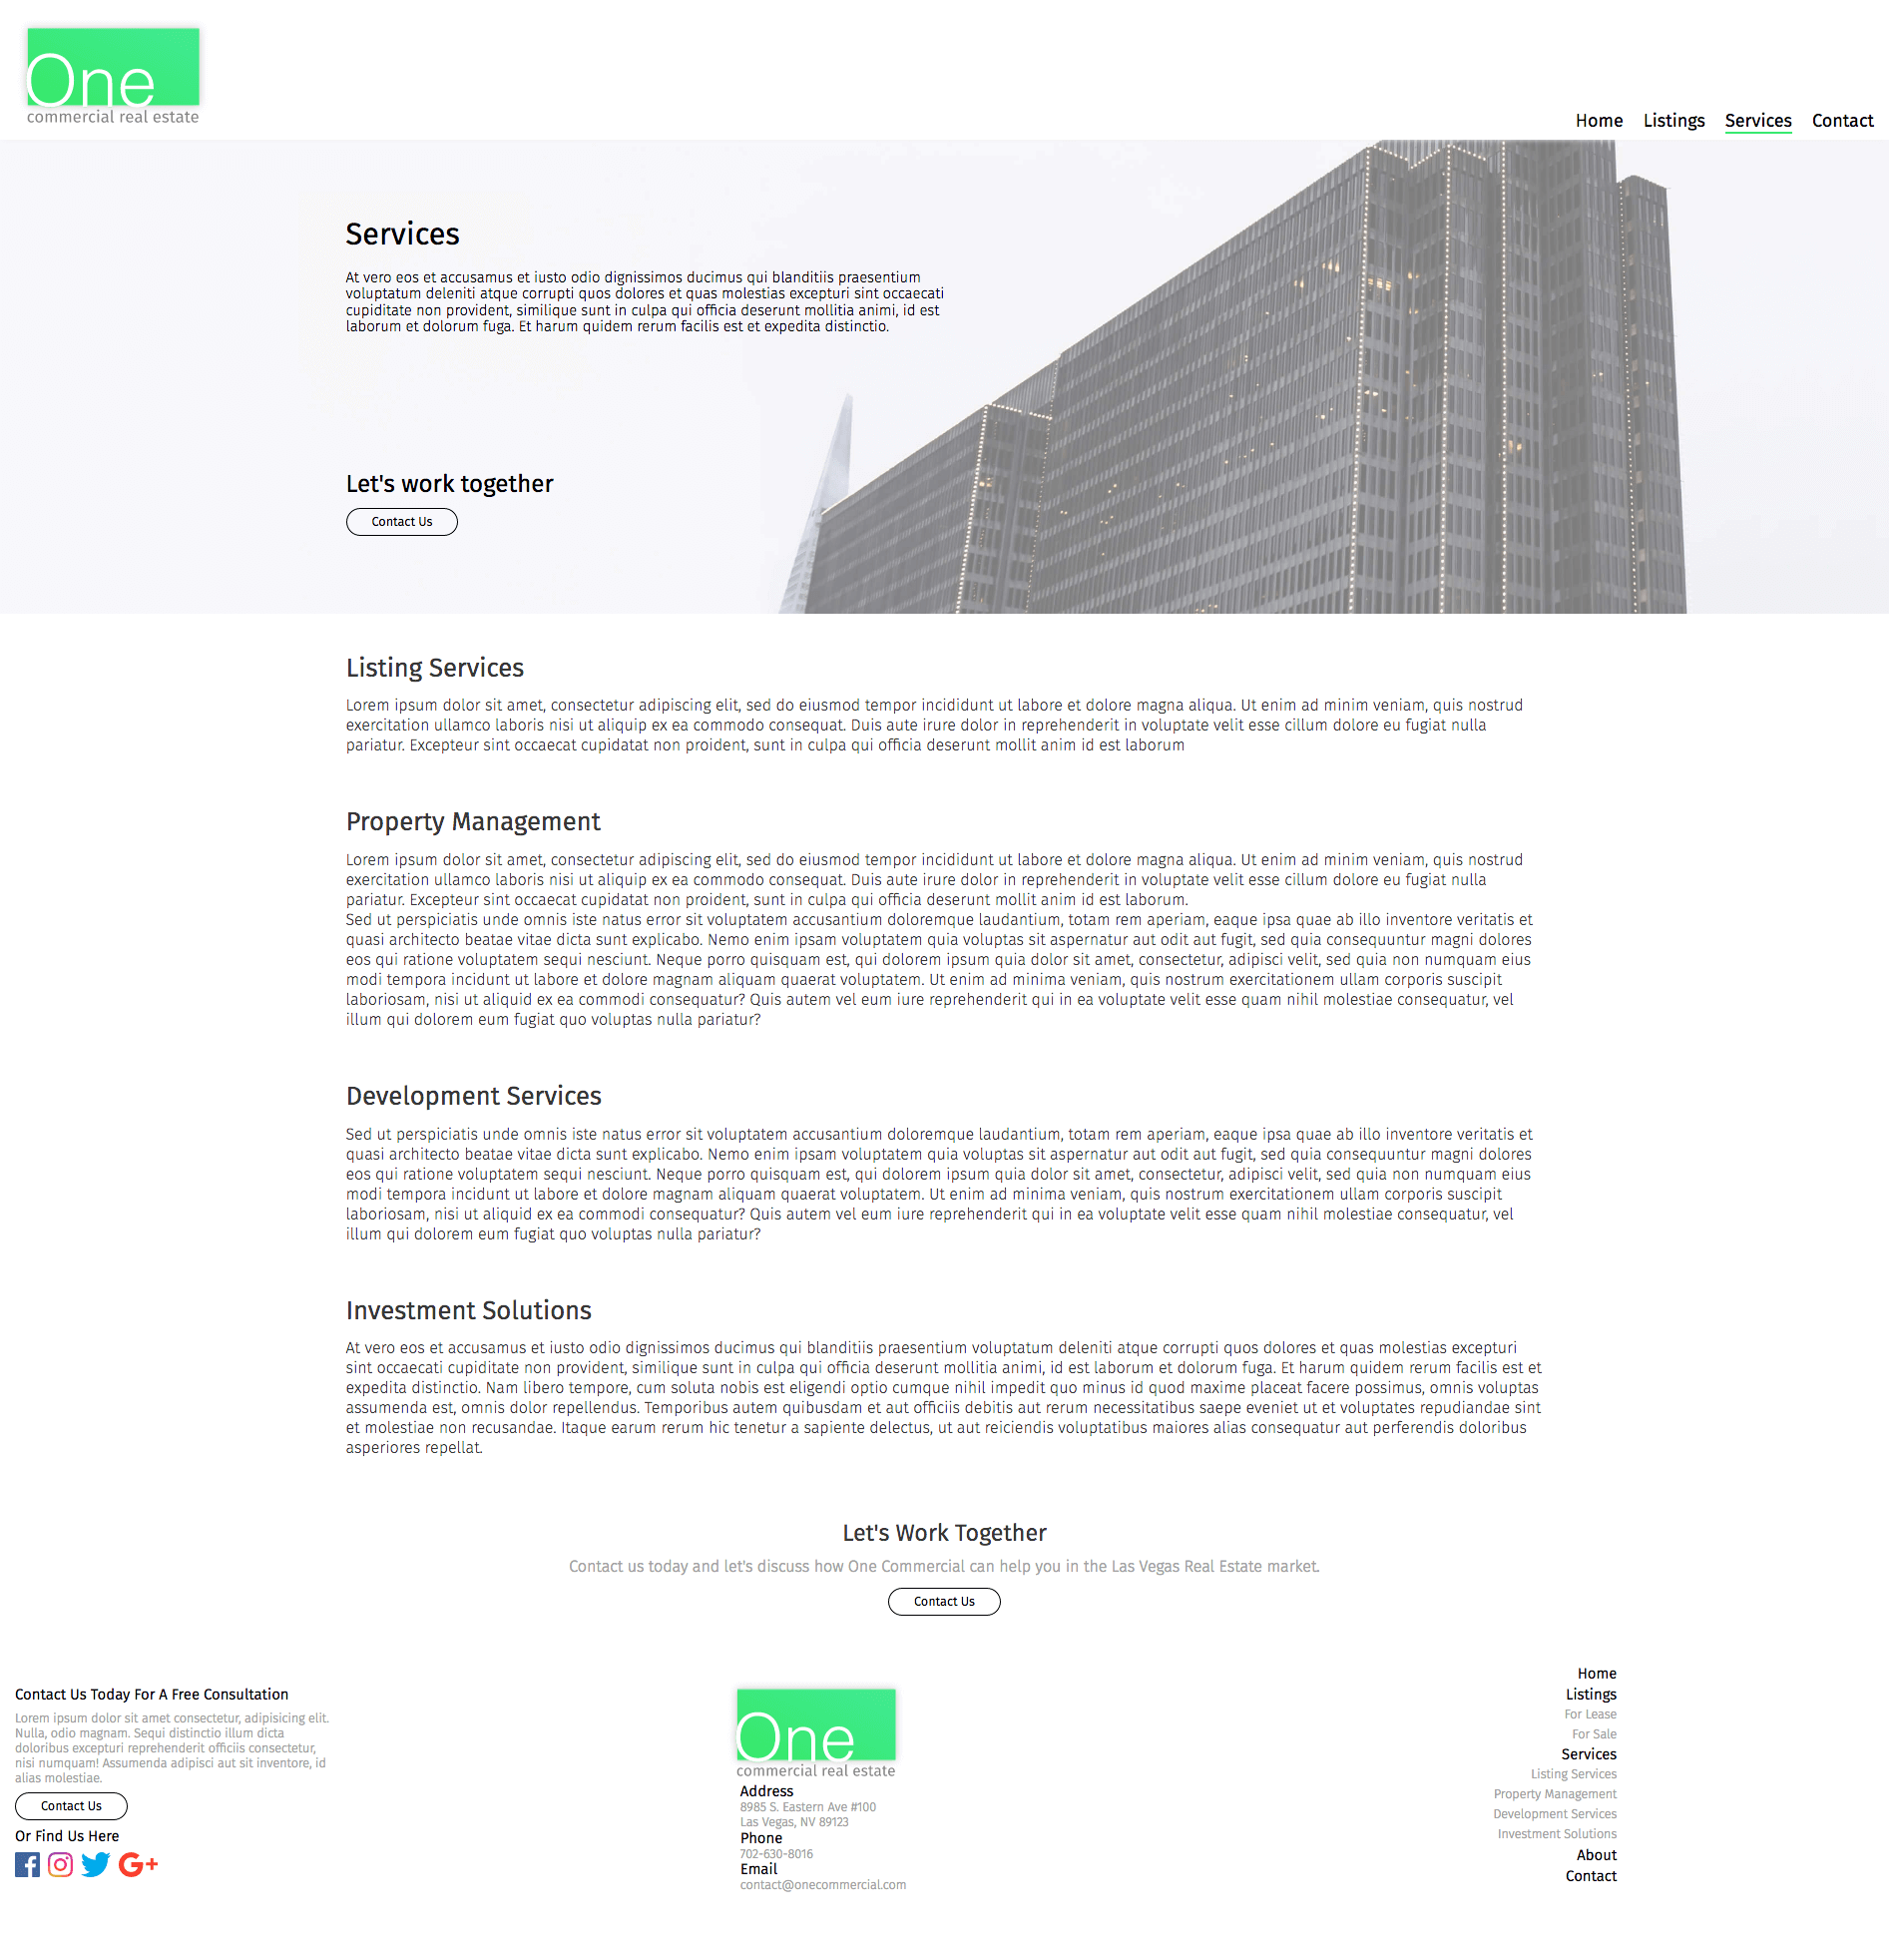 One
commercial real estate
Home Listings Services Contact
Services
At vero eos et accusamus et iusto odio dignissimos ducimus qui blanditiis praesentium
voluptatum deleniti atque corrupti quos dolores et quas molestias excepturi sint occaecati
cupiditate non provident, similique sunt in culpa qui officia deserunt mollitia animi, id est
laborum et dolorum fuga. Et harum quidem rerum facilis est et expedita distinctio.
Let's work together
Contact Us
Listing Services
Lorem ipsum dolor sit amet, consectetur adipiscing elit, sed do eiusmod tempor incididunt ut labore et dolore magna aliqua. Ut enim ad minim veniam, quis nostrud
exercitation ullamco laboris nisi ut aliquip ex ea commodo consequat. Duis aute irure dolor in reprehenderit in voluptate velit esse cillum dolore eu fugiat nulla
pariatur. Excepteur sint occaecat cupidatat non proident, sunt in culpa qui officia deserunt mollit anim id est laborum
Property Management
Lorem ipsum dolor sit amet, consectetur adipiscing elit, sed do eiusmod tempor incididunt ut labore et dolore magna aliqua. Ut enim ad minim veniam, quis nostrud
exercitation ullamco laboris nisi ut aliquip ex ea commodo consequat. Duis aute irure dolor in reprehenderit in voluptate velit esse cillum dolore eu fugiat nulla
pariatur. Excepteur sint occaecat cupidatat non proident, sunt in culpa qui officia deserunt mollit anim id est laborum.
Sed ut perspiciatis unde omnis iste natus error sit voluptatem accusantium doloremque laudantium, totam rem aperiam, eaque ipsa quae ab illo inventore veritatis et
quasi architecto beatae vitae dicta sunt explicabo. Nemo enim ipsam voluptatem quia voluptas sit aspernatur aut odit aut fugit, sed quia consequuntur magni dolores
eos qui ratione voluptatem sequi nesciunt. Neque porro quisquam est, qui dolorem ipsum quia dolor sit amet, consectetur, adipisci velit, sed quia non numquam eius
modi tempora incidunt ut labore et dolore magnam aliquam quaerat voluptatem. Ut enim ad minima veniam, quis nostrum exercitationem ullam corporis suscipit
laboriosam, nisi ut aliquid ex ea commodi consequatur? Quis autem vel eum iure reprehenderit qui in ea voluptate velit esse quam nihil molestiae consequatur, vel
illum qui dolorem eum fugiat quo voluptas nulla pariatur?
Development Services
Sed ut perspiciatis unde omnis iste natus error sit voluptatem accusantium doloremque laudantium, totam rem aperiam, eaque ipsa quae ab illo inventore veritatis et
quasi architecto beatae vitae dicta sunt explicabo. Nemo enim ipsam voluptatem quia voluptas sit aspernatur aut odit aut fugit, sed quia consequuntur magni dolores
eos qui ratione voluptatem sequi nesciunt. Neque porro quisquam est, qui dolorem ipsum quia dolor sit amet, consectetur, adipisci velit, sed quia non numquam eius
modi tempora incidunt ut labore et dolore magnam aliquam quaerat voluptatem. Ut enim ad minima veniam, quis nostrum exercitationem ullam corporis suscipit
laboriosam, nisi ut aliquid ex ea commodi consequatur? Quis autem vel eum iure reprehenderit qui in ea voluptate velit esse quam nihil molestiae consequatur, vel
illum qui dolorem eum fugiat quo voluptas nulla pariatur?
Investment Solutions
At vero eos et accusamus et iusto odio dignissimos ducimus qui blanditiis praesentium voluptatum deleniti atque corrupti quos dolores et quas molestias excepturi
sint occaecati cupiditate non provident, similique sunt in culpa qui officia deserunt mollitia animi, id est laborum et dolorum fuga. Et harum quidem rerum facilis est et
expedita distinctio. Nam libero tempore, cum soluta nobis est eligendi optio cumque nihil impedit quo minus id quod maxime placeat facere possimus, omnis voluptas
assumenda est, omnis dolor repellendus. Temporibus autem quibusdam et aut officiis debitis aut rerum necessitatibus saepe eveniet ut et voluptates repudiandae sint
et molestiae non recusandae. Itaque earum rerum hic tenetur a sapiente delectus, ut aut reiciendis voluptatibus maiores alias consequatur aut perferendis doloribus
asperiores repellat.
Let's Work Together
Contact us today and let's discuss how One Commercial can help you in the Las Vegas Real Estate market.
Contact Us
Contact Us Today For A Free Consultation
Lorem ipsum dolor sit amet consectetur, adipisicing elit.
Nulla, odio magnam. Sequi distinctio illum dicta
doloribus excepturi reprehenderit officiis consectetur,
nisi numquam! Assumenda adipisci aut sit inventore, id
alias molestiae.
Contact Us
Or Find Us Here
One
commercial real estate
Address
8985 S. Eastern Ave #100
Las Vegas, NV 89123
Phone
702-630-8016
Email
contact@onecommercial.com
Home
Listings
For Lease
For Sale
Services
Listing Services
Property Management
Development Services
Investment Solutions
About
Contact